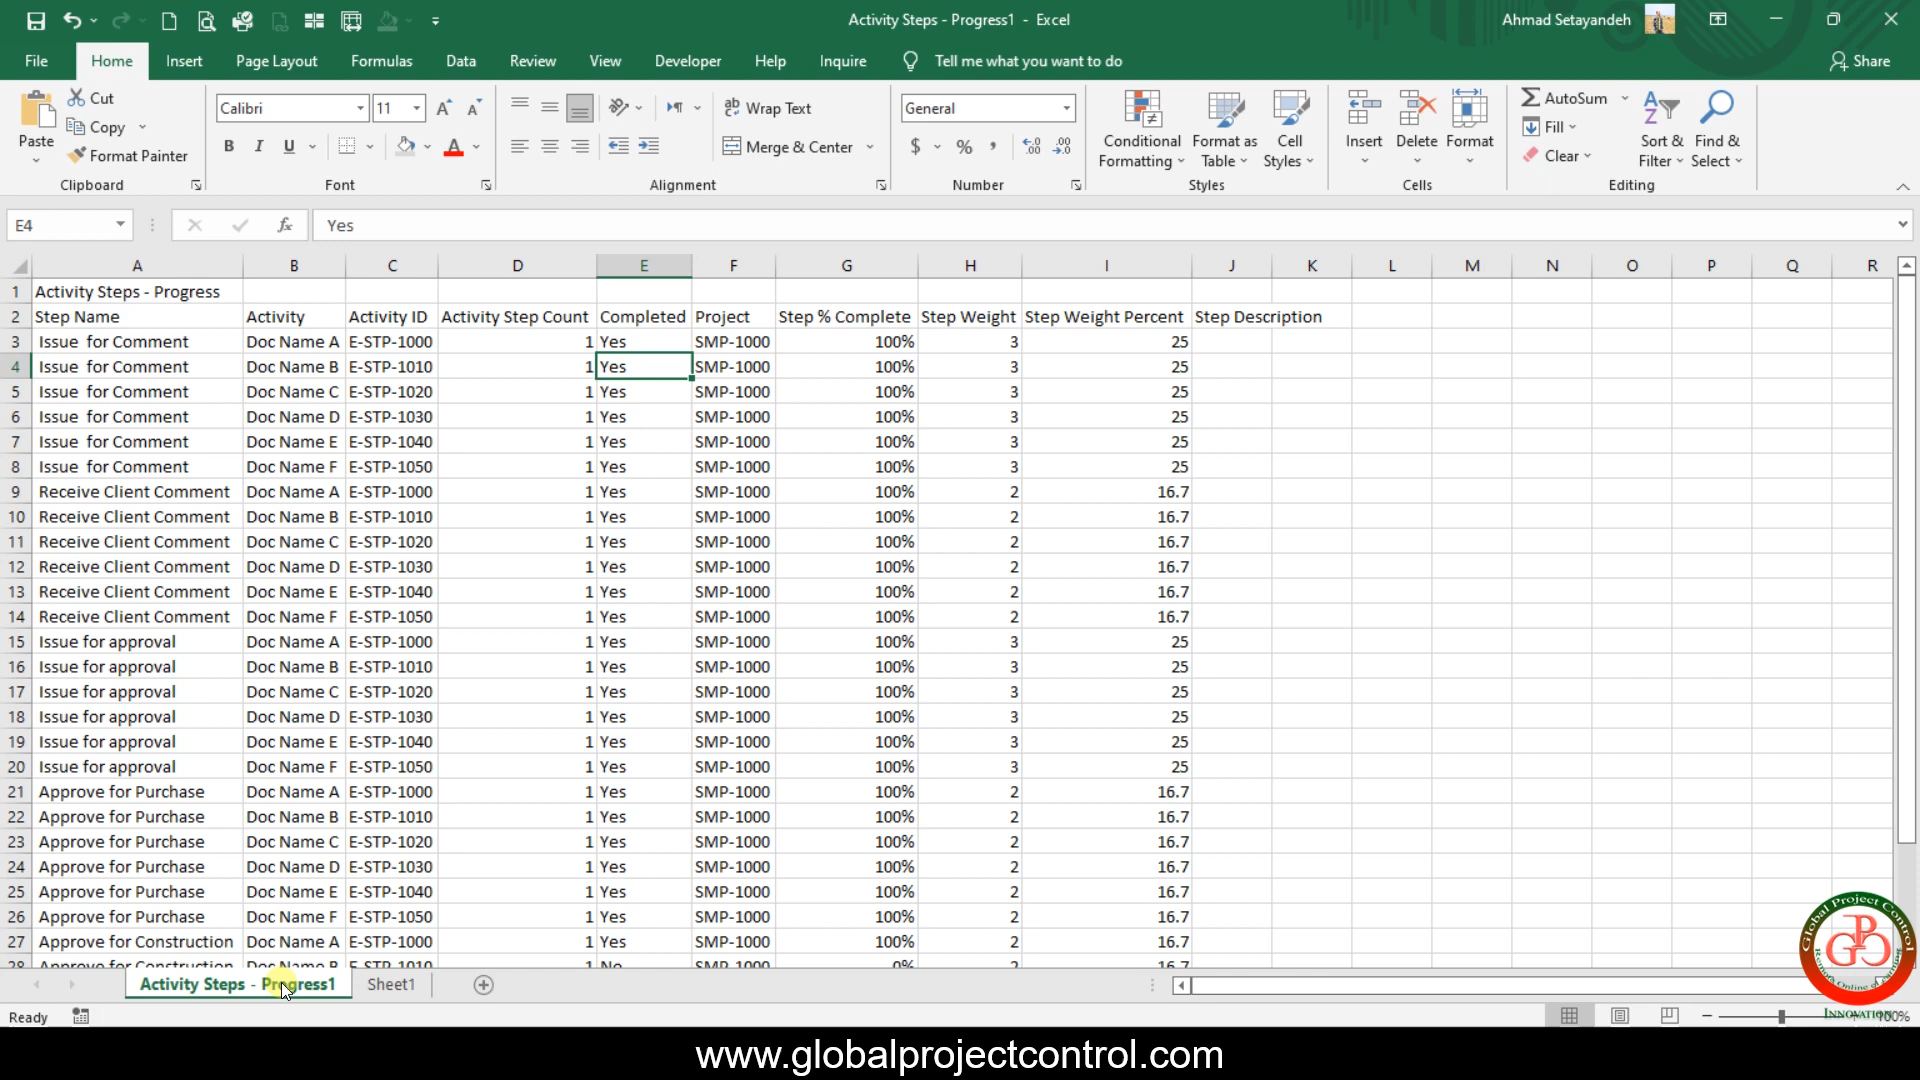 Activity Steps - Progress1 - Excel
Ahmad Setayandeh
File Home Insert Page Layout Formulas Data Review View Developer Help Inquire Tell me what you want to do Share
Paste
Cut
Copy
Format Painter
Clipboard
Calibri 11
B I U
Font
Wrap Text
Merge & Center
Alignment
General
$ % ,
Number
Conditional Formatting
Format as Table
Cell Styles
Styles
Insert Delete Format
Cells
AutoSum
Fill
Clear
Sort & Filter
Find & Select
Editing
E4 fx Yes
A B C D E F G H I J K L M N O P Q R
1 Activity Steps - Progress
2 Step Name Activity Activity ID Activity Step Count Completed Project Step % Complete Step Weight Step Weight Percent Step Description
3 Issue for Comment Doc Name A E-STP-1000 1 Yes SMP-1000 100% 3 25
4 Issue for Comment Doc Name B E-STP-1010 1 Yes SMP-1000 100% 3 25
5 Issue for Comment Doc Name C E-STP-1020 1 Yes SMP-1000 100% 3 25
6 Issue for Comment Doc Name D E-STP-1030 1 Yes SMP-1000 100% 3 25
7 Issue for Comment Doc Name E E-STP-1040 1 Yes SMP-1000 100% 3 25
8 Issue for Comment Doc Name F E-STP-1050 1 Yes SMP-1000 100% 3 25
9 Receive Client Comment Doc Name A E-STP-1000 1 Yes SMP-1000 100% 2 16.7
10 Receive Client Comment Doc Name B E-STP-1010 1 Yes SMP-1000 100% 2 16.7
11 Receive Client Comment Doc Name C E-STP-1020 1 Yes SMP-1000 100% 2 16.7
12 Receive Client Comment Doc Name D E-STP-1030 1 Yes SMP-1000 100% 2 16.7
13 Receive Client Comment Doc Name E E-STP-1040 1 Yes SMP-1000 100% 2 16.7
14 Receive Client Comment Doc Name F E-STP-1050 1 Yes SMP-1000 100% 2 16.7
15 Issue for approval Doc Name A E-STP-1000 1 Yes SMP-1000 100% 3 25
16 Issue for approval Doc Name B E-STP-1010 1 Yes SMP-1000 100% 3 25
17 Issue for approval Doc Name C E-STP-1020 1 Yes SMP-1000 100% 3 25
18 Issue for approval Doc Name D E-STP-1030 1 Yes SMP-1000 100% 3 25
19 Issue for approval Doc Name E E-STP-1040 1 Yes SMP-1000 100% 3 25
20 Issue for approval Doc Name F E-STP-1050 1 Yes SMP-1000 100% 3 25
21 Approve for Purchase Doc Name A E-STP-1000 1 Yes SMP-1000 100% 2 16.7
22 Approve for Purchase Doc Name B E-STP-1010 1 Yes SMP-1000 100% 2 16.7
23 Approve for Purchase Doc Name C E-STP-1020 1 Yes SMP-1000 100% 2 16.7
24 Approve for Purchase Doc Name D E-STP-1030 1 Yes SMP-1000 100% 2 16.7
25 Approve for Purchase Doc Name E E-STP-1040 1 Yes SMP-1000 100% 2 16.7
26 Approve for Purchase Doc Name F E-STP-1050 1 Yes SMP-1000 100% 2 16.7
27 Approve for Construction Doc Name A E-STP-1000 1 Yes SMP-1000 100% 2 16.7
28 Approve for Construction Doc Name B E-STP-1010 1 No SMP-1000 0% 2 16.7
Global Project Control
GPC
Innovation
Activity Steps - Progress1 Sheet1
Ready 100%
www.globalprojectcontrol.com